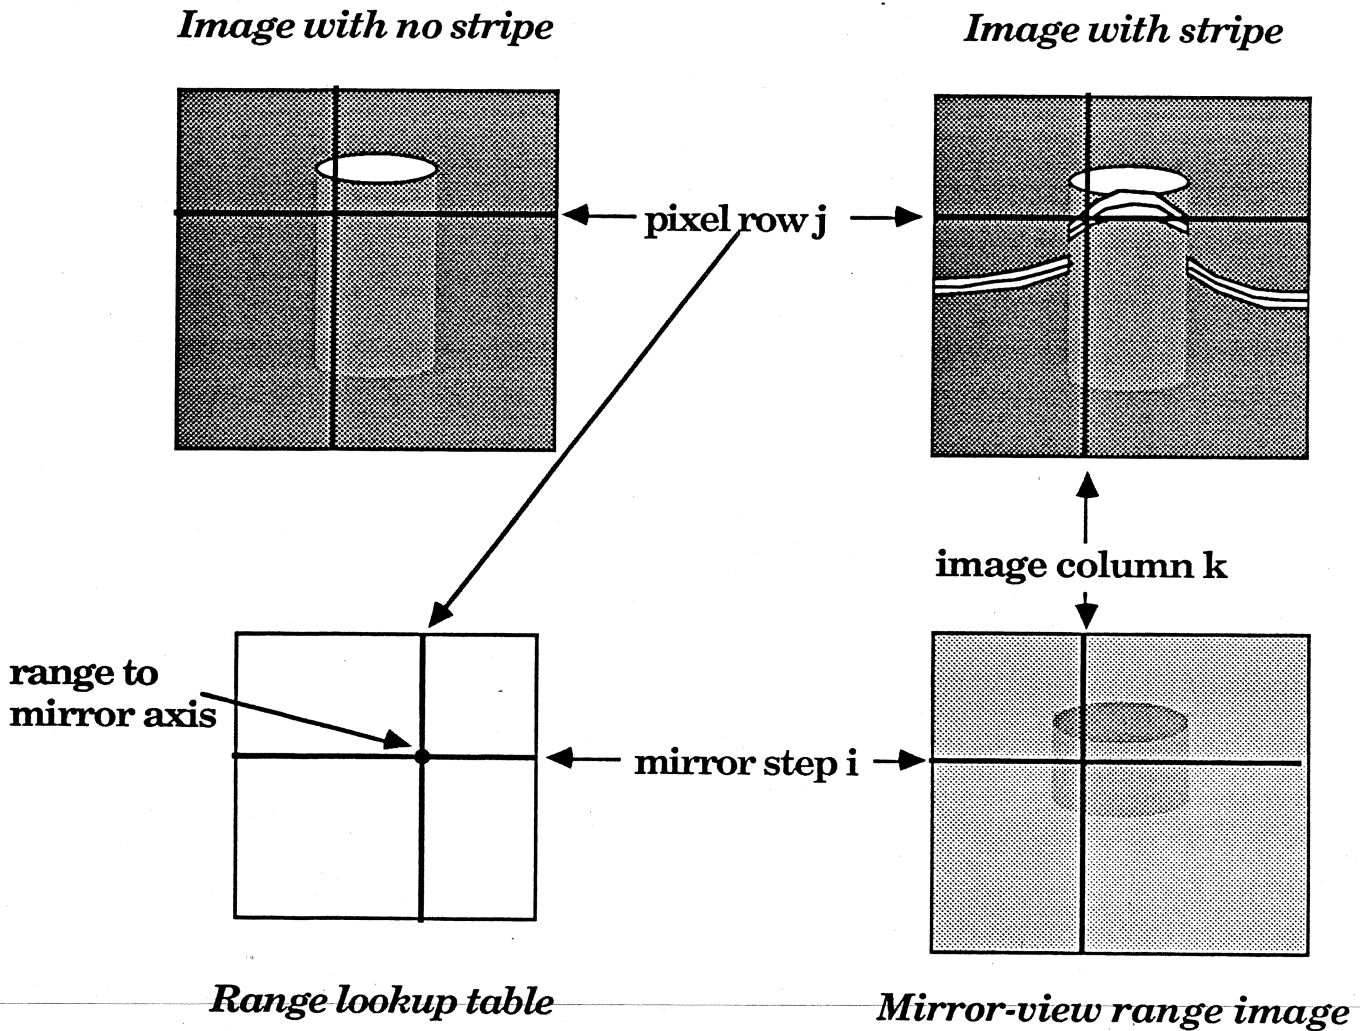 Image with no stripe
Image with stripe
pixel row j
image column k
range to
mirror axis
mirror step i
Range lookup table
Mirror-view range image